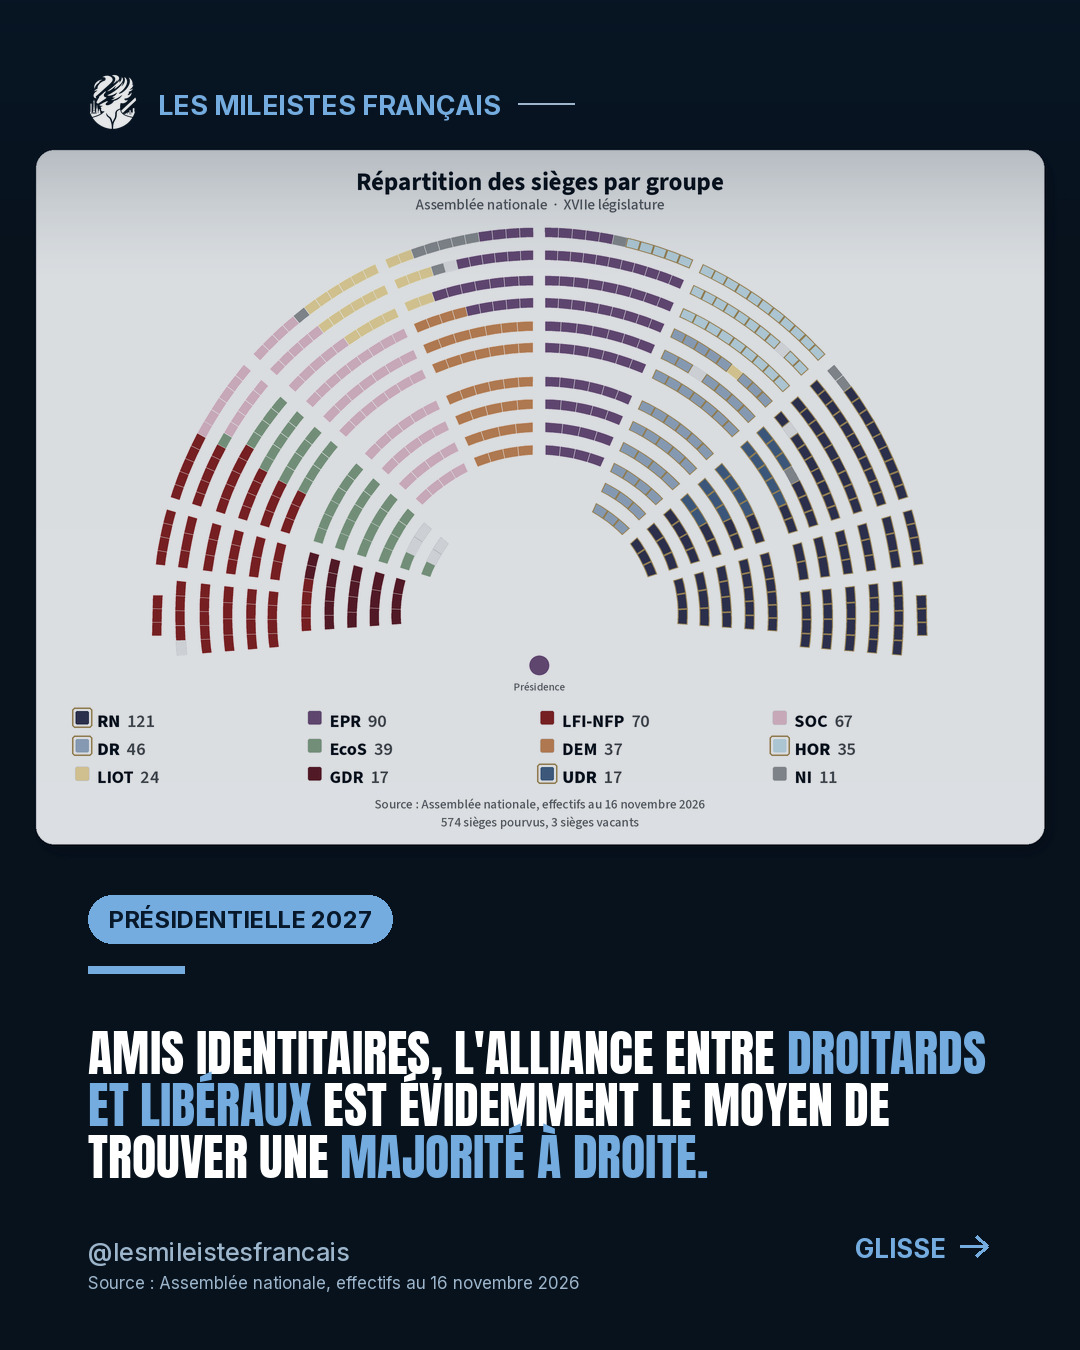 LES MILEISTES FRANÇAIS
Répartition des sièges par groupe
Assemblée nationale · XVIIe législature
Présidence
RN 121 EPR 90 LFI-NFP 70 SOC 67
DR 46 EcoS 39 DEM 37 HOR 35
LIOT 24 GDR 17 UDR 17 NI 11
Source : Assemblée nationale, effectifs au 16 novembre 2026
574 sièges pourvus, 3 sièges vacants
PRÉSIDENTIELLE 2027
AMIS IDENTITAIRES, L'ALLIANCE ENTRE DROITARDS
ET LIBÉRAUX EST ÉVIDEMMENT LE MOYEN DE
TROUVER UNE MAJORITÉ À DROITE.
@lesmileistesfrancais
GLISSE →
Source : Assemblée nationale, effectifs au 16 novembre 2026